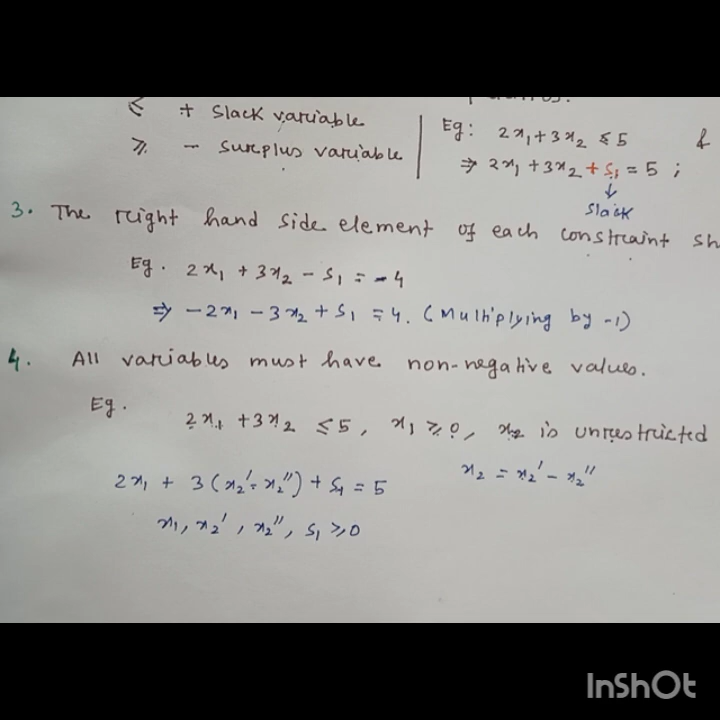 ≤ + Slack variable
≥ - Surplus variable
Eg: 2x₁ + 3x₂ ≤ 5 &
⇒ 2x₁ + 3x₂ + S₁ = 5 ;
↓
Slack
3. The right hand side element of each constraint sh
Eg. 2x₁ + 3x₂ - S₁ = -4
⇒ -2x₁ - 3x₂ + S₁ = 4. (Multiplying by -1)
4. All variables must have non-negative values.
Eg. 2x₁ + 3x₂ ≤ 5, x₁ ≥ 0, x₂ is unrestricted
2x₁ + 3(x₂' - x₂'') + S₁ = 5
x₂ = x₂' - x₂''
x₁, x₂', x₂'', S₁ ≥ 0
InShOt